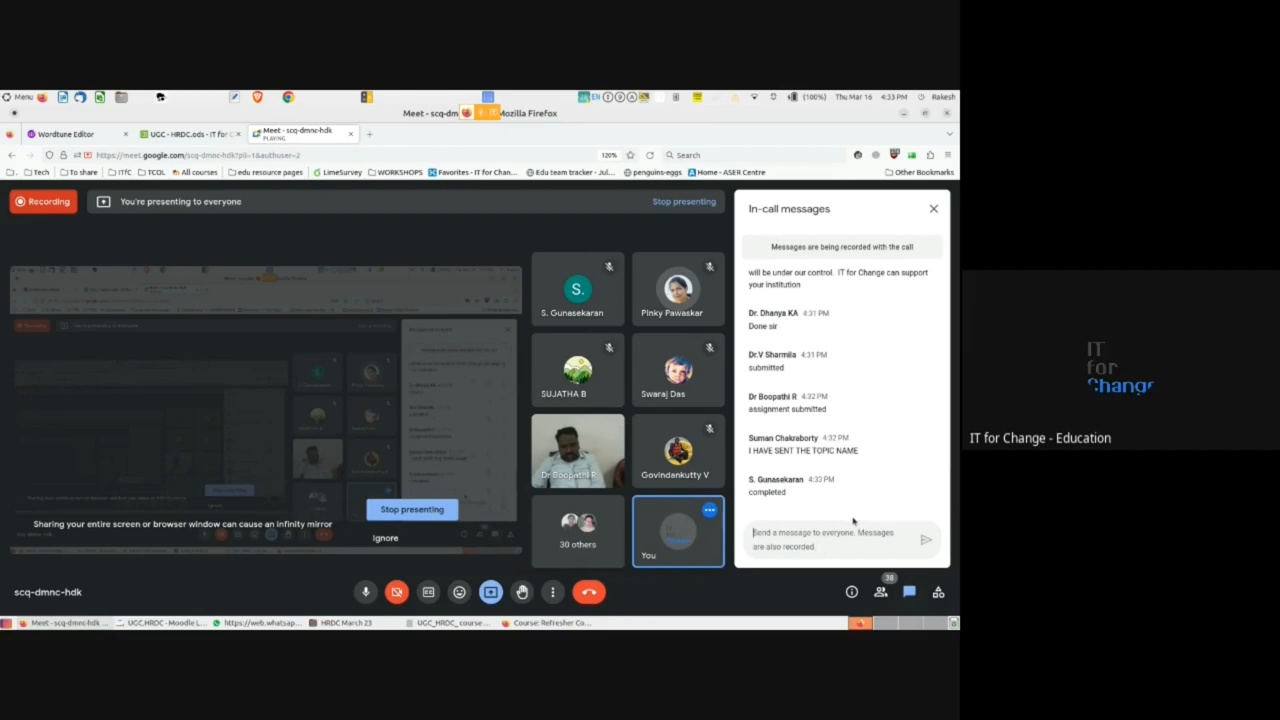 Menu
EN
(100%)
Thu Mar 16
4:33 PM
Rakesh
Meet - scq-dm
Mozilla Firefox
Wordtune Editor
UGC - HRDC.ods - IT for C
Meet - scq-dmnc-hdk
PLAYING
https://meet.google.com/scq-dmnc-hdk?pli=1&authuser=2
120%
Search
Tech
To share
ITfC
TCOL
All courses
edu resource pages
LimeSurvey
WORKSHOPS
Favorites - IT for Chan...
Edu team tracker - Jul...
penguins-eggs
Home - ASER Centre
Other Bookmarks
Recording
You're presenting to everyone
Stop presenting
Stop presenting
Sharing your entire screen or browser window can cause an infinity mirror
Ignore
S.
S. Gunasekaran
Pinky Pawaskar
SUJATHA B
Swaraj Das
Dr Boopathi R
Govindankutty V
30 others
You
In-call messages
Messages are being recorded with the call
will be under our control. IT for Change can support
your institution
Dr. Dhanya KA 4:31 PM
Done sir
Dr.V Sharmila 4:31 PM
submitted
Dr Boopathi R 4:32 PM
assignment submitted
Suman Chakraborty 4:32 PM
I HAVE SENT THE TOPIC NAME
S. Gunasekaran 4:33 PM
completed
Send a message to everyone. Messages
are also recorded.
scq-dmnc-hdk
38
Meet - scq-dmnc-hdk ...
UGC,HRDC - Moodle L...
https://web.whatsap...
HRDC March 23
UGC_HRDC_course ...
Course: Refresher Co...
IT
for
Change
IT for Change - Education